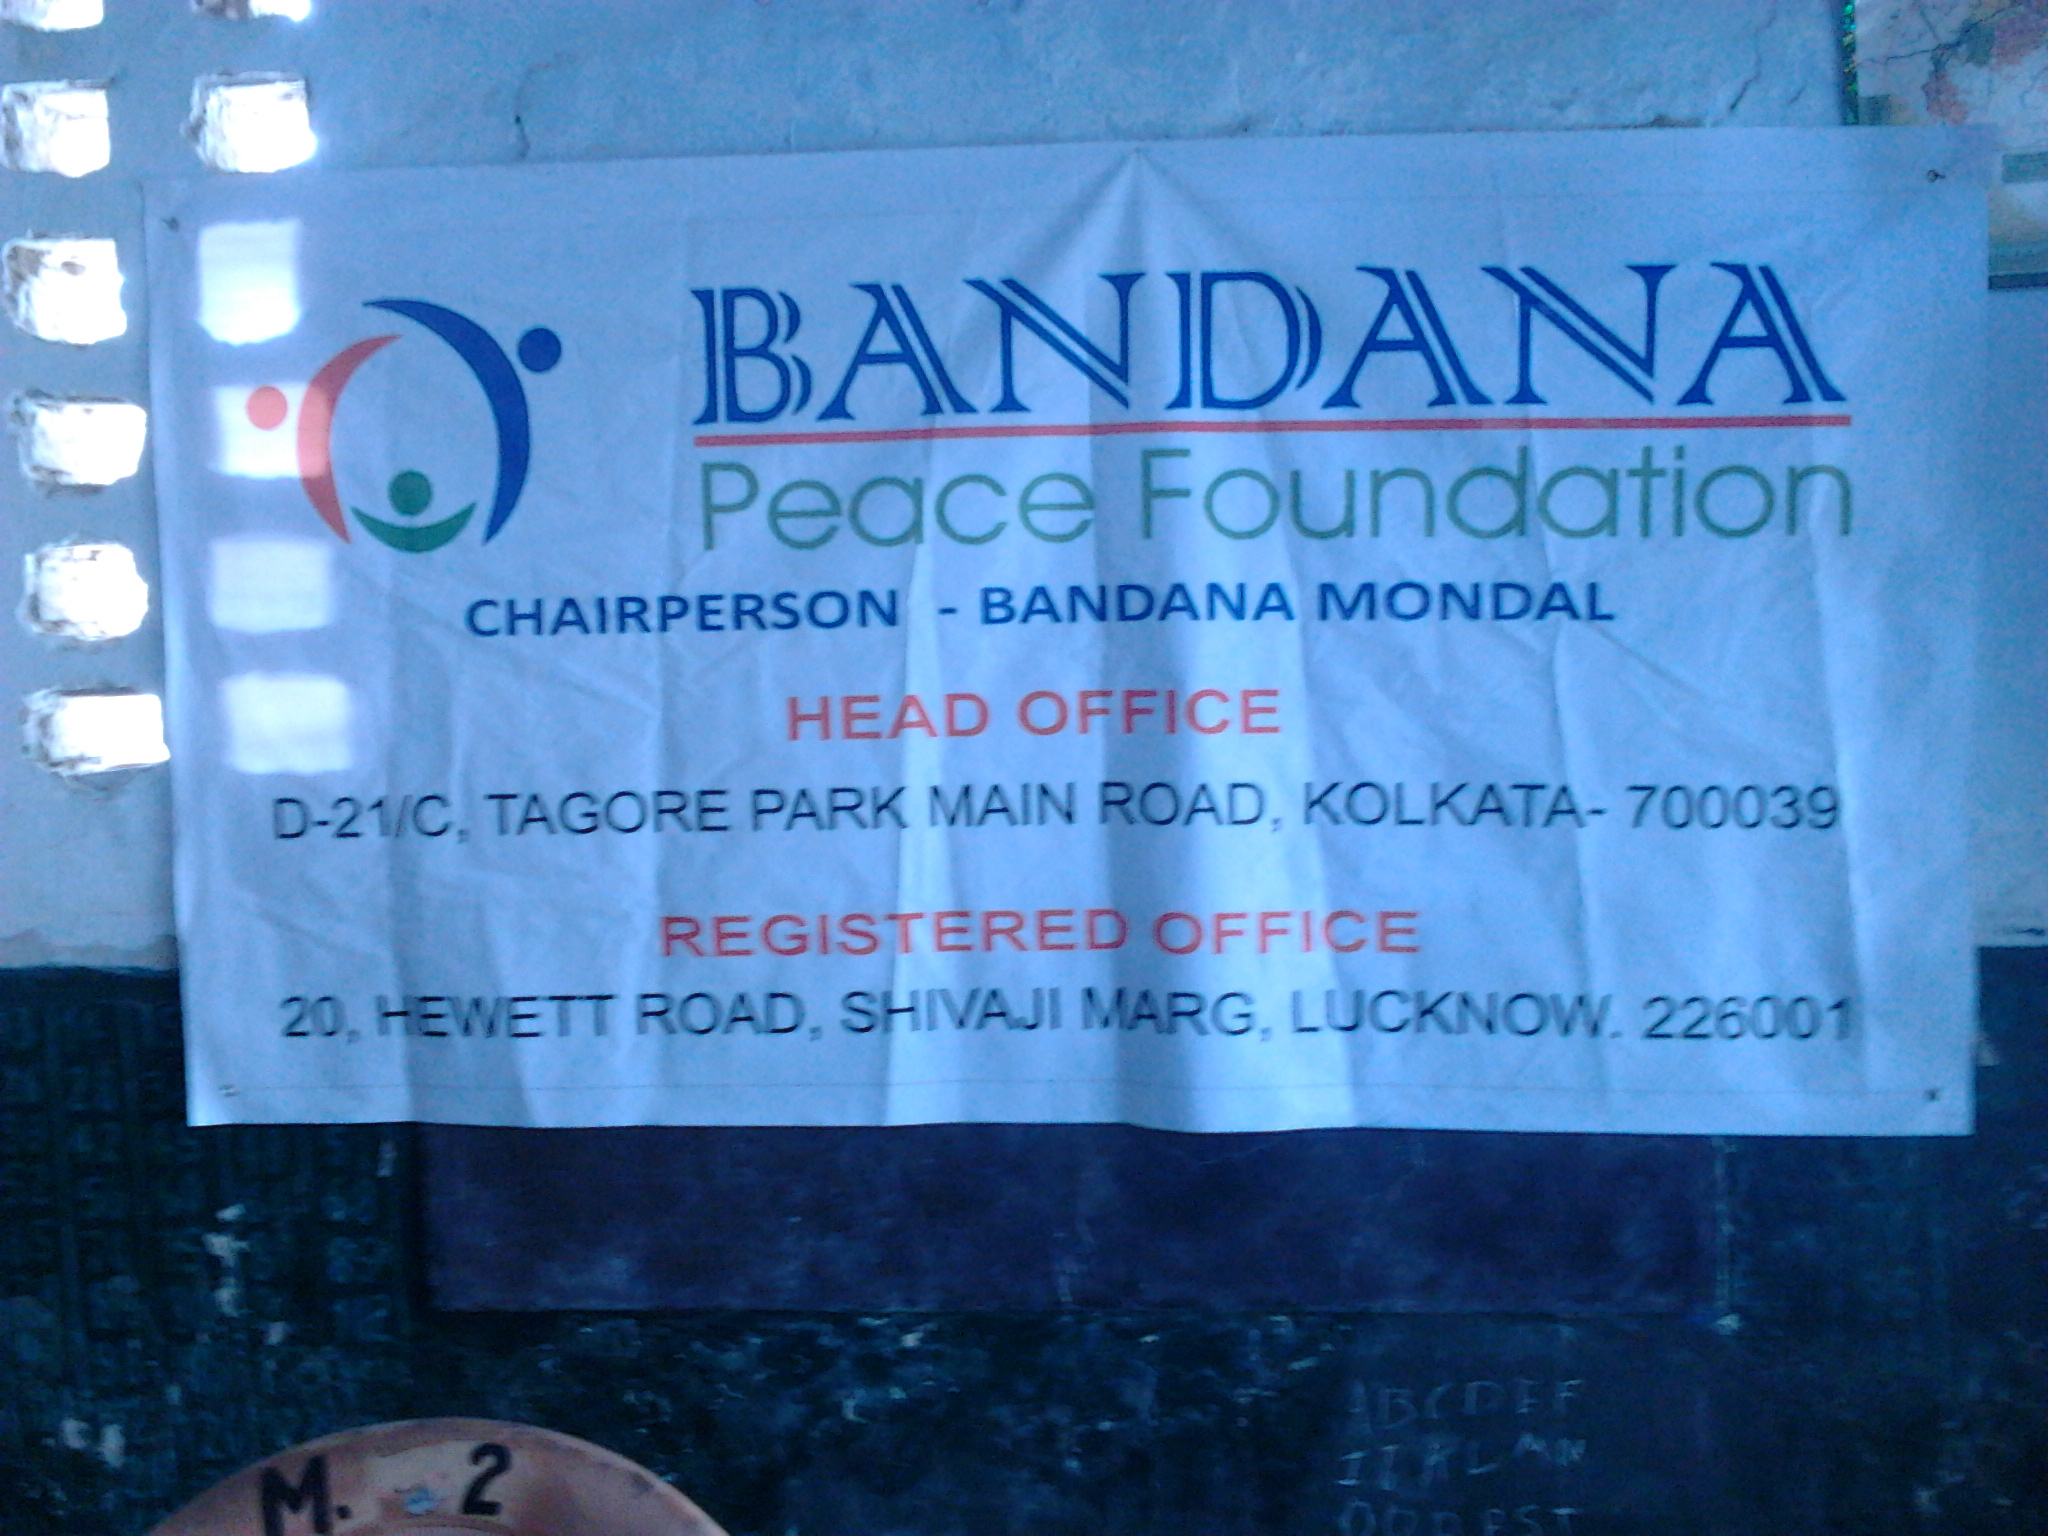 BANDANA
Peace Foundation
CHAIRPERSON - BANDANA MONDAL
HEAD OFFICE
D-21/C, TAGORE PARK MAIN ROAD, KOLKATA- 700039
REGISTERED OFFICE
20, HEWETT ROAD, SHIVAJI MARG, LUCKNOW. 226001
M. 2